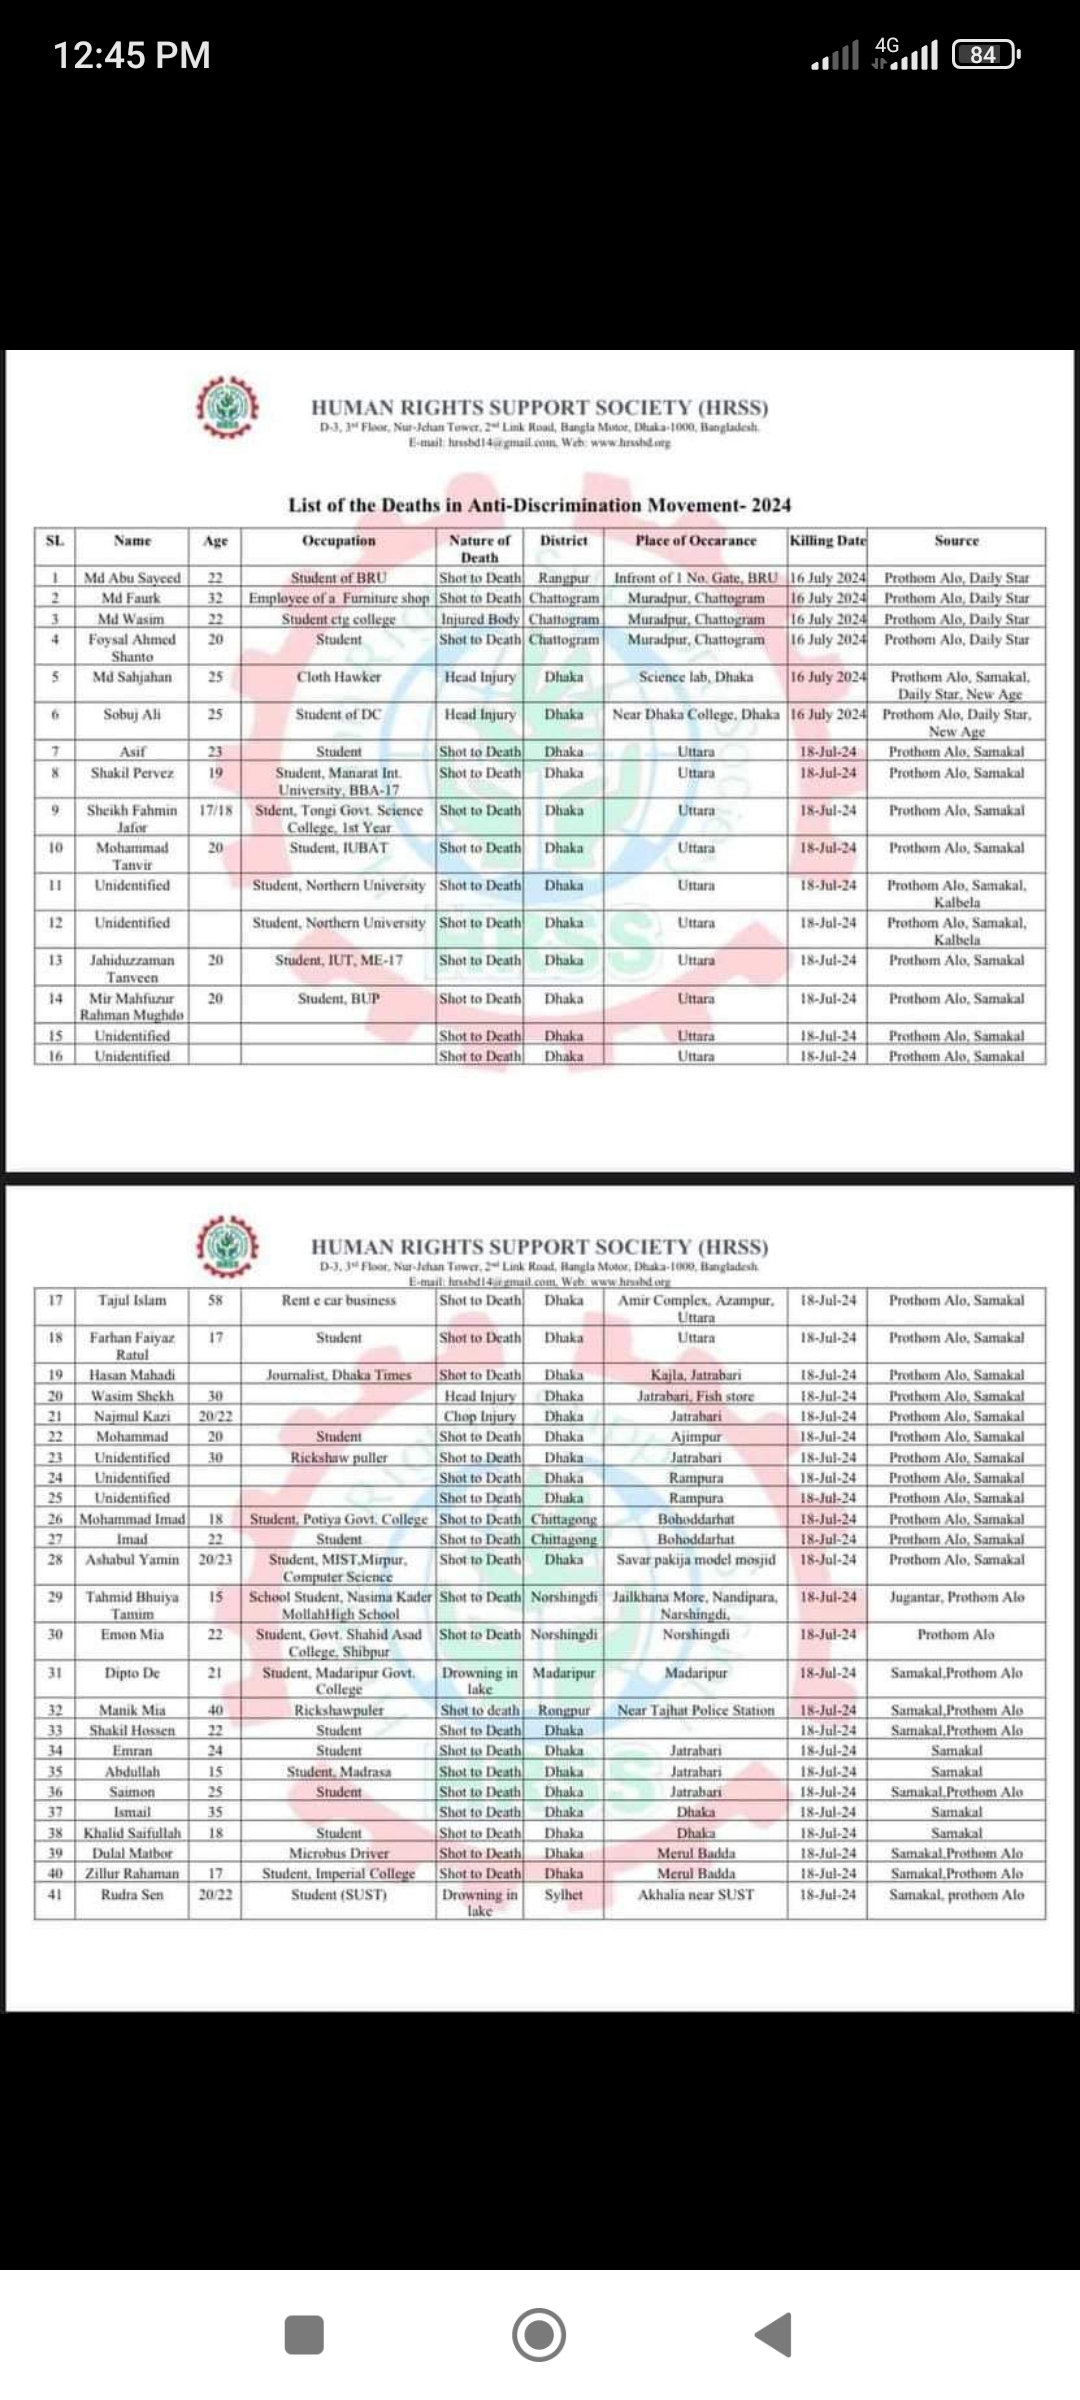 12:45 PM
4G
84
HRSS
HUMAN RIGHTS SUPPORT SOCIETY (HRSS)
D-3, 3rd Floor, Nur-Jehan Tower, 2nd Link Road, Bangla Motor, Dhaka-1000, Bangladesh.
E-mail: hrssbd14@gmail.com, Web: www.hrssbd.org
List of the Deaths in Anti-Discrimination Movement- 2024
SL Name Age Occupation Nature of Death District Place of Occarance Killing Date Source
1 Md Abu Sayeed 22 Student of BRU Shot to Death Rangpur Infront of 1 No. Gate, BRU 16 July 2024 Prothom Alo, Daily Star
2 Md Faurk 32 Employee of a Furniture shop Shot to Death Chattogram Muradpur, Chattogram 16 July 2024 Prothom Alo, Daily Star
3 Md Wasim 22 Student ctg college Injured Body Chattogram Muradpur, Chattogram 16 July 2024 Prothom Alo, Daily Star
4 Foysal Ahmed Shanto 20 Student Shot to Death Chattogram Muradpur, Chattogram 16 July 2024 Prothom Alo, Daily Star
5 Md Sahjahan 25 Cloth Hawker Head Injury Dhaka Science lab, Dhaka 16 July 2024 Prothom Alo, Samakal, Daily Star, New Age
6 Sobuj Ali 25 Student of DC Head Injury Dhaka Near Dhaka College, Dhaka 16 July 2024 Prothom Alo, Daily Star, New Age
7 Asif 23 Student Shot to Death Dhaka Uttara 18-Jul-24 Prothom Alo, Samakal
8 Shakil Pervez 19 Student, Manarat Int. University, BBA-17 Shot to Death Dhaka Uttara 18-Jul-24 Prothom Alo, Samakal
9 Sheikh Fahmin Jafor 17/18 Stdent, Tongi Govt. Science College, 1st Year Shot to Death Dhaka Uttara 18-Jul-24 Prothom Alo, Samakal
10 Mohammad Tanvir 20 Student, IUBAT Shot to Death Dhaka Uttara 18-Jul-24 Prothom Alo, Samakal
11 Unidentified Student, Northern University Shot to Death Dhaka Uttara 18-Jul-24 Prothom Alo, Samakal, Kalbela
12 Unidentified Student, Northern University Shot to Death Dhaka Uttara 18-Jul-24 Prothom Alo, Samakal, Kalbela
13 Jahiduzzaman Tanveen 20 Student, IUT, ME-17 Shot to Death Dhaka Uttara 18-Jul-24 Prothom Alo, Samakal
14 Mir Mahfuzur Rahman Mughdo 20 Student, BUP Shot to Death Dhaka Uttara 18-Jul-24 Prothom Alo, Samakal
15 Unidentified Shot to Death Dhaka Uttara 18-Jul-24 Prothom Alo, Samakal
16 Unidentified Shot to Death Dhaka Uttara 18-Jul-24 Prothom Alo, Samakal
HRSS
HUMAN RIGHTS SUPPORT SOCIETY (HRSS)
D-3, 3rd Floor, Nur-Jehan Tower, 2nd Link Road, Bangla Motor, Dhaka-1000, Bangladesh.
E-mail: hrssbd14@gmail.com, Web: www.hrssbd.org
17 Tajul Islam 58 Rent e car business Shot to Death Dhaka Amir Complex, Azampur, Uttara 18-Jul-24 Prothom Alo, Samakal
18 Farhan Faiyaz Ratul 17 Student Shot to Death Dhaka Uttara 18-Jul-24 Prothom Alo, Samakal
19 Hasan Mahadi Journalist, Dhaka Times Shot to Death Dhaka Kajla, Jatrabari 18-Jul-24 Prothom Alo, Samakal
20 Wasim Shekh 30 Head Injury Dhaka Jatrabari, Fish store 18-Jul-24 Prothom Alo, Samakal
21 Najmul Kazi 20/22 Chop Injury Dhaka Jatrabari 18-Jul-24 Prothom Alo, Samakal
22 Mohammad 20 Student Shot to Death Dhaka Ajimpur 18-Jul-24 Prothom Alo, Samakal
23 Unidentified 30 Rickshaw puller Shot to Death Dhaka Jatrabari 18-Jul-24 Prothom Alo, Samakal
24 Unidentified Shot to Death Dhaka Rampura 18-Jul-24 Prothom Alo, Samakal
25 Unidentified Shot to Death Dhaka Rampura 18-Jul-24 Prothom Alo, Samakal
26 Mohammad Imad 18 Student, Potiya Govt. College Shot to Death Chittagong Bohoddarhat 18-Jul-24 Prothom Alo, Samakal
27 Imad 22 Student Shot to Death Chittagong Bohoddarhat 18-Jul-24 Prothom Alo, Samakal
28 Ashabul Yamin 20/23 Student, MIST,Mirpur, Computer Science Shot to Death Dhaka Savar pakija model mosjid 18-Jul-24 Prothom Alo, Samakal
29 Tahmid Bhuiya Tamim 15 School Student, Nasima Kader MollahHigh School Shot to Death Norshingdi Jailkhana More, Nandipara, Narshingdi, 18-Jul-24 Jugantar, Prothom Alo
30 Emon Mia 22 Student, Govt. Shahid Asad College, Shibpur Shot to Death Norshingdi Norshingdi 18-Jul-24 Prothom Alo
31 Dipto De 21 Student, Madaripur Govt. College Drowning in lake Madaripur Madaripur 18-Jul-24 Samakal,Prothom Alo
32 Manik Mia 40 Rickshawpuler Shot to death Rongpur Near Tajhat Police Station 18-Jul-24 Samakal,Prothom Alo
33 Shakil Hossen 22 Student Shot to Death Dhaka 18-Jul-24 Samakal,Prothom Alo
34 Emran 24 Student Shot to Death Dhaka Jatrabari 18-Jul-24 Samakal
35 Abdullah 15 Student, Madrasa Shot to Death Dhaka Jatrabari 18-Jul-24 Samakal
36 Saimon 25 Student Shot to Death Dhaka Jatrabari 18-Jul-24 Samakal,Prothom Alo
37 Ismail 35 Shot to Death Dhaka Dhaka 18-Jul-24 Samakal
38 Khalid Saifullah 18 Student Shot to Death Dhaka Dhaka 18-Jul-24 Samakal
39 Dulal Matbor Microbus Driver Shot to Death Dhaka Merul Badda 18-Jul-24 Samakal,Prothom Alo
40 Zillur Rahaman 17 Student, Imperial College Shot to Death Dhaka Merul Badda 18-Jul-24 Samakal,Prothom Alo
41 Rudra Sen 20/22 Student (SUST) Drowning in lake Sylhet Akhalia near SUST 18-Jul-24 Samakal, prothom Alo